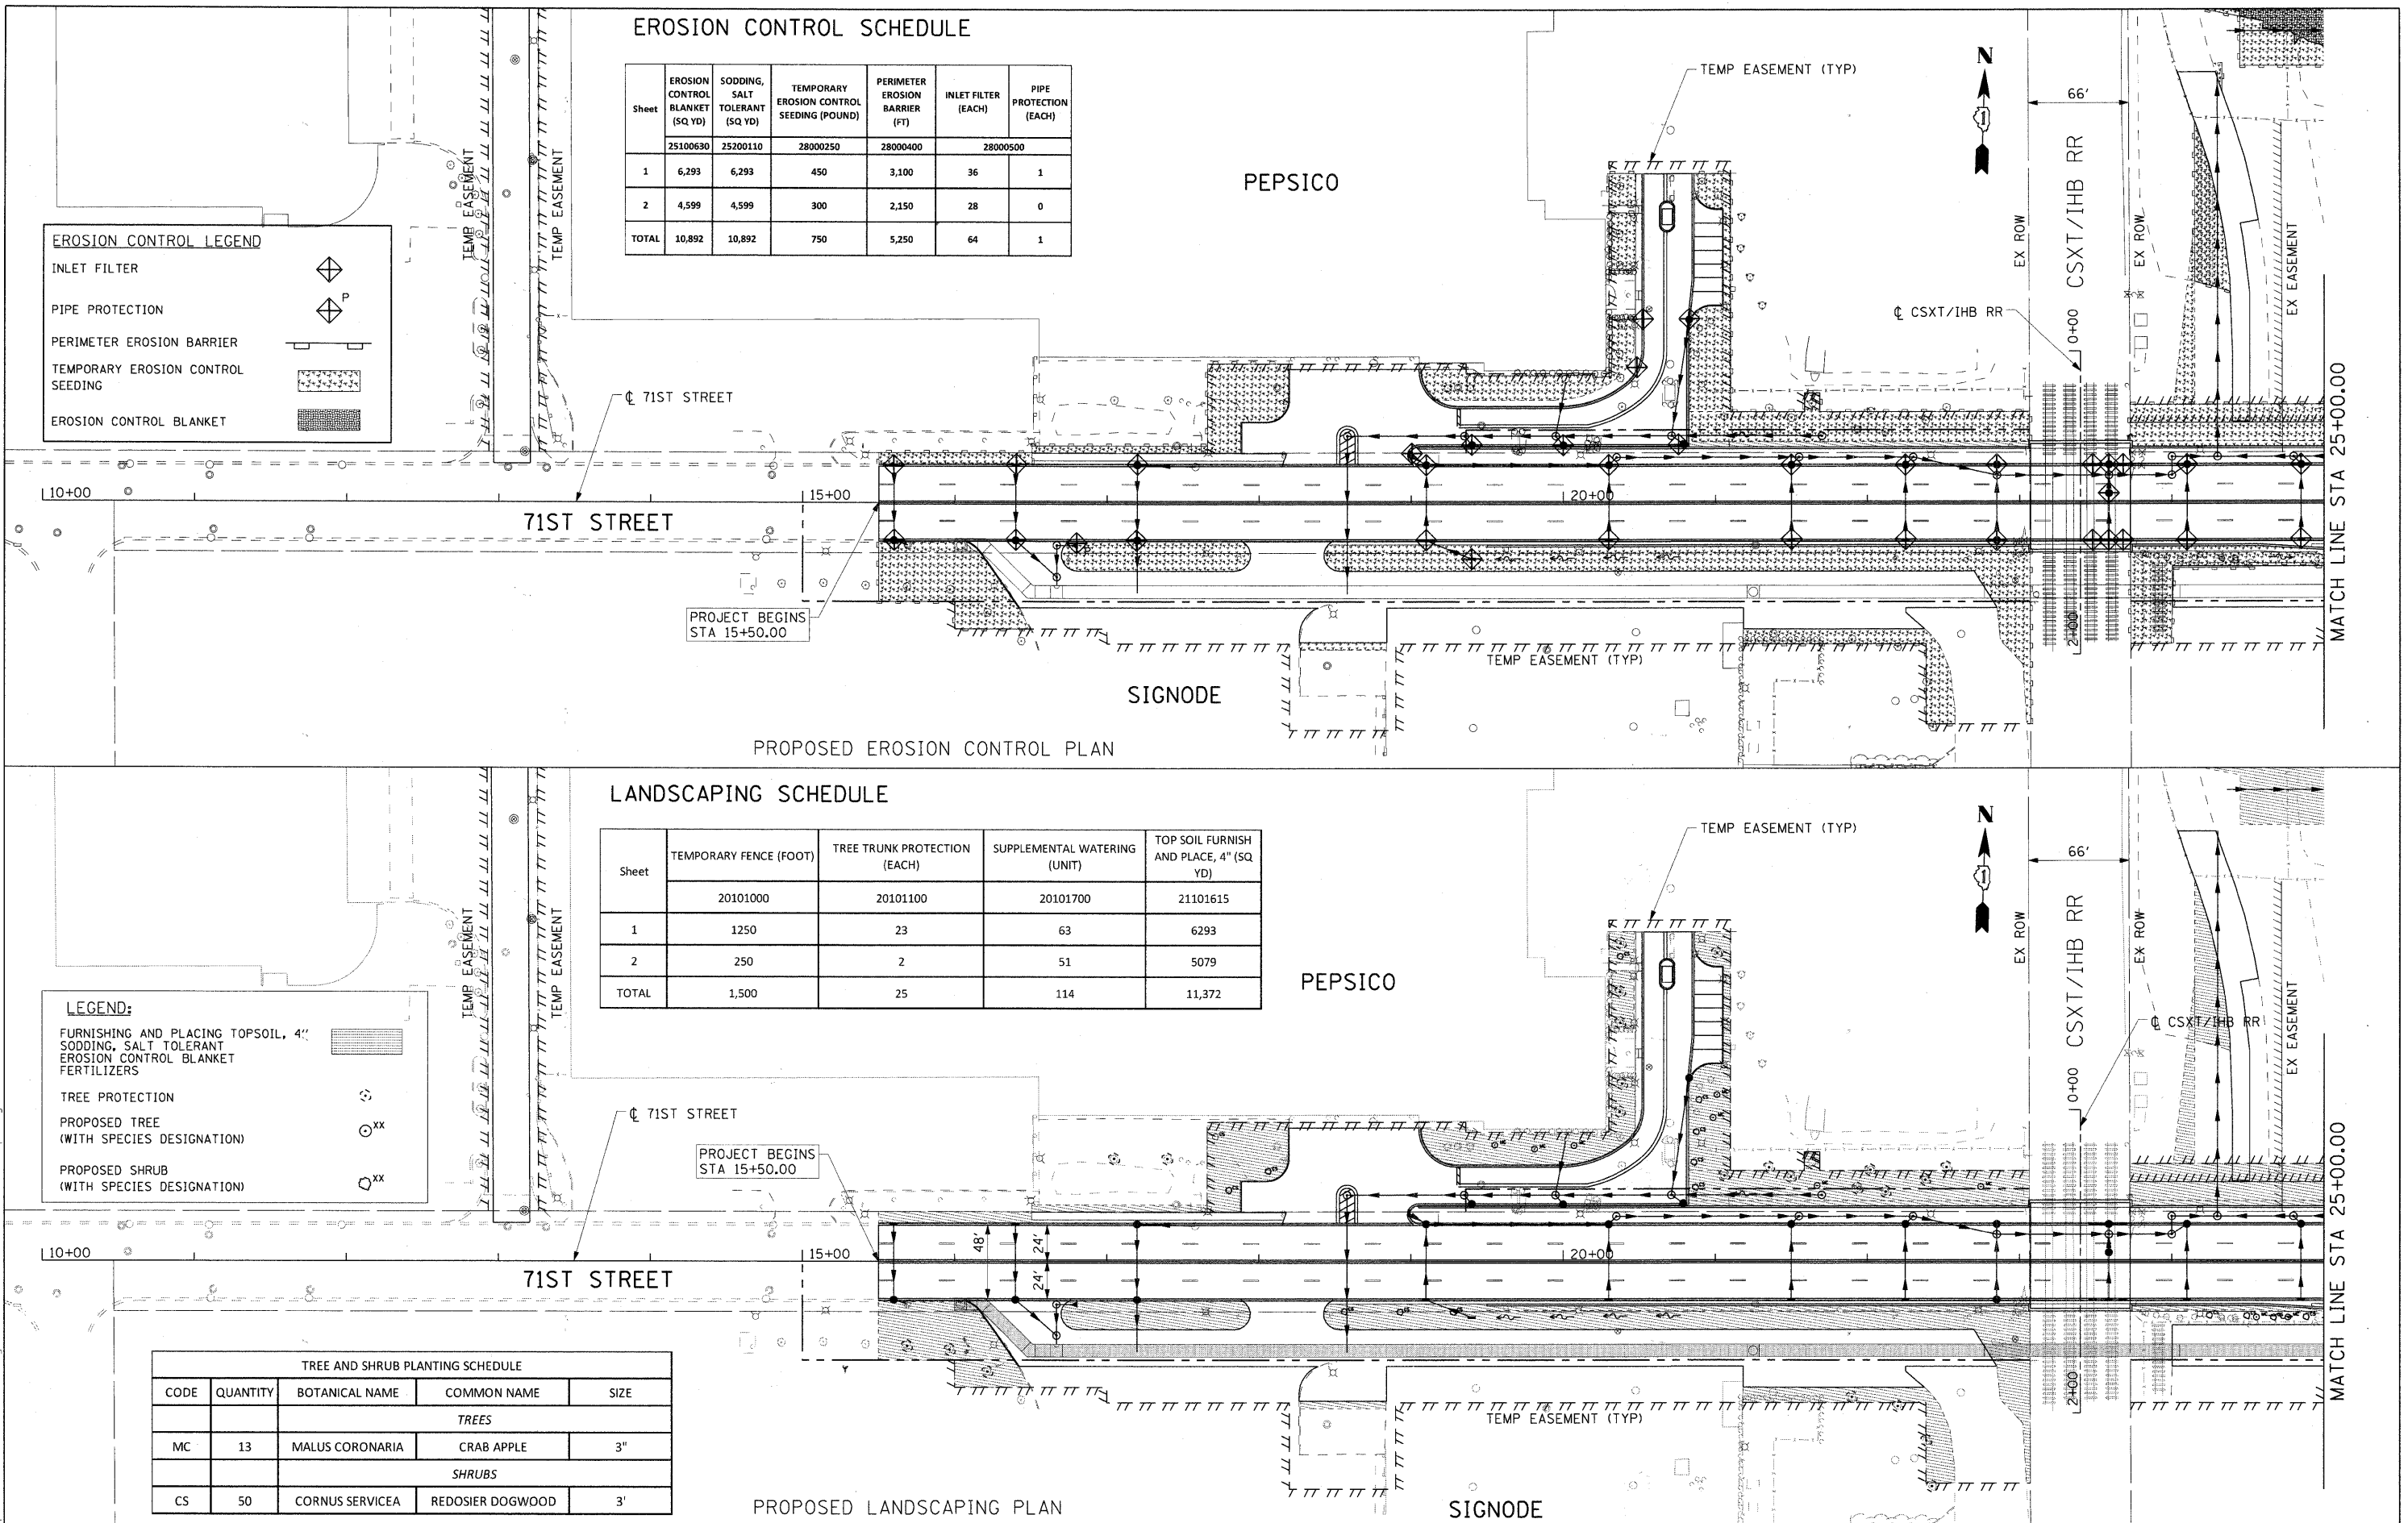 EROSION CONTROL SCHEDULE
Sheet
EROSION CONTROL BLANKET (SQ YD)
SODDING, SALT TOLERANT (SQ YD)
TEMPORARY EROSION CONTROL SEEDING (POUND)
PERIMETER EROSION BARRIER (FT)
INLET FILTER (EACH)
PIPE PROTECTION (EACH)
25100630 25200110 28000250 28000400 28000500
1 6,293 6,293 450 3,100 36 1
2 4,599 4,599 300 2,150 28 0
TOTAL 10,892 10,892 750 5,250 64 1
EROSION CONTROL LEGEND
INLET FILTER
PIPE PROTECTION
P
PERIMETER EROSION BARRIER
TEMPORARY EROSION CONTROL
SEEDING
EROSION CONTROL BLANKET
TEMP EASEMENT
TEMP EASEMENT
TEMP EASEMENT (TYP)
PEPSICO
N
66'
EX ROW
CSXT/IHB RR
EX ROW
EX EASEMENT
℄ CSXT/IHB RR
0+00
2+00
℄ 71ST STREET
10+00
15+00
20+00
71ST STREET
PROJECT BEGINS
STA 15+50.00
MATCH LINE STA 25+00.00
TEMP EASEMENT (TYP)
SIGNODE
PROPOSED EROSION CONTROL PLAN
LANDSCAPING SCHEDULE
Sheet
TEMPORARY FENCE (FOOT)
TREE TRUNK PROTECTION (EACH)
SUPPLEMENTAL WATERING (UNIT)
TOP SOIL FURNISH AND PLACE, 4" (SQ YD)
20101000 20101100 20101700 21101615
1 1250 23 63 6293
2 250 2 51 5079
TOTAL 1,500 25 114 11,372
LEGEND:
FURNISHING AND PLACING TOPSOIL, 4"
SODDING, SALT TOLERANT
EROSION CONTROL BLANKET
FERTILIZERS
TREE PROTECTION
PROPOSED TREE
(WITH SPECIES DESIGNATION)
XX
PROPOSED SHRUB
(WITH SPECIES DESIGNATION)
XX
TEMP EASEMENT
TEMP EASEMENT
TEMP EASEMENT (TYP)
PEPSICO
N
66'
EX ROW
CSXT/IHB RR
EX ROW
EX EASEMENT
℄ CSXT/IHB RR
0+00
2+00
℄ 71ST STREET
PROJECT BEGINS
STA 15+50.00
10+00
15+00
20+00
48'
24'
24'
71ST STREET
MATCH LINE STA 25+00.00
TEMP EASEMENT (TYP)
TREE AND SHRUB PLANTING SCHEDULE
CODE QUANTITY BOTANICAL NAME COMMON NAME SIZE
TREES
MC 13 MALUS CORONARIA CRAB APPLE 3"
SHRUBS
CS 50 CORNUS SERVICEA REDOSIER DOGWOOD 3'
PROPOSED LANDSCAPING PLAN
SIGNODE